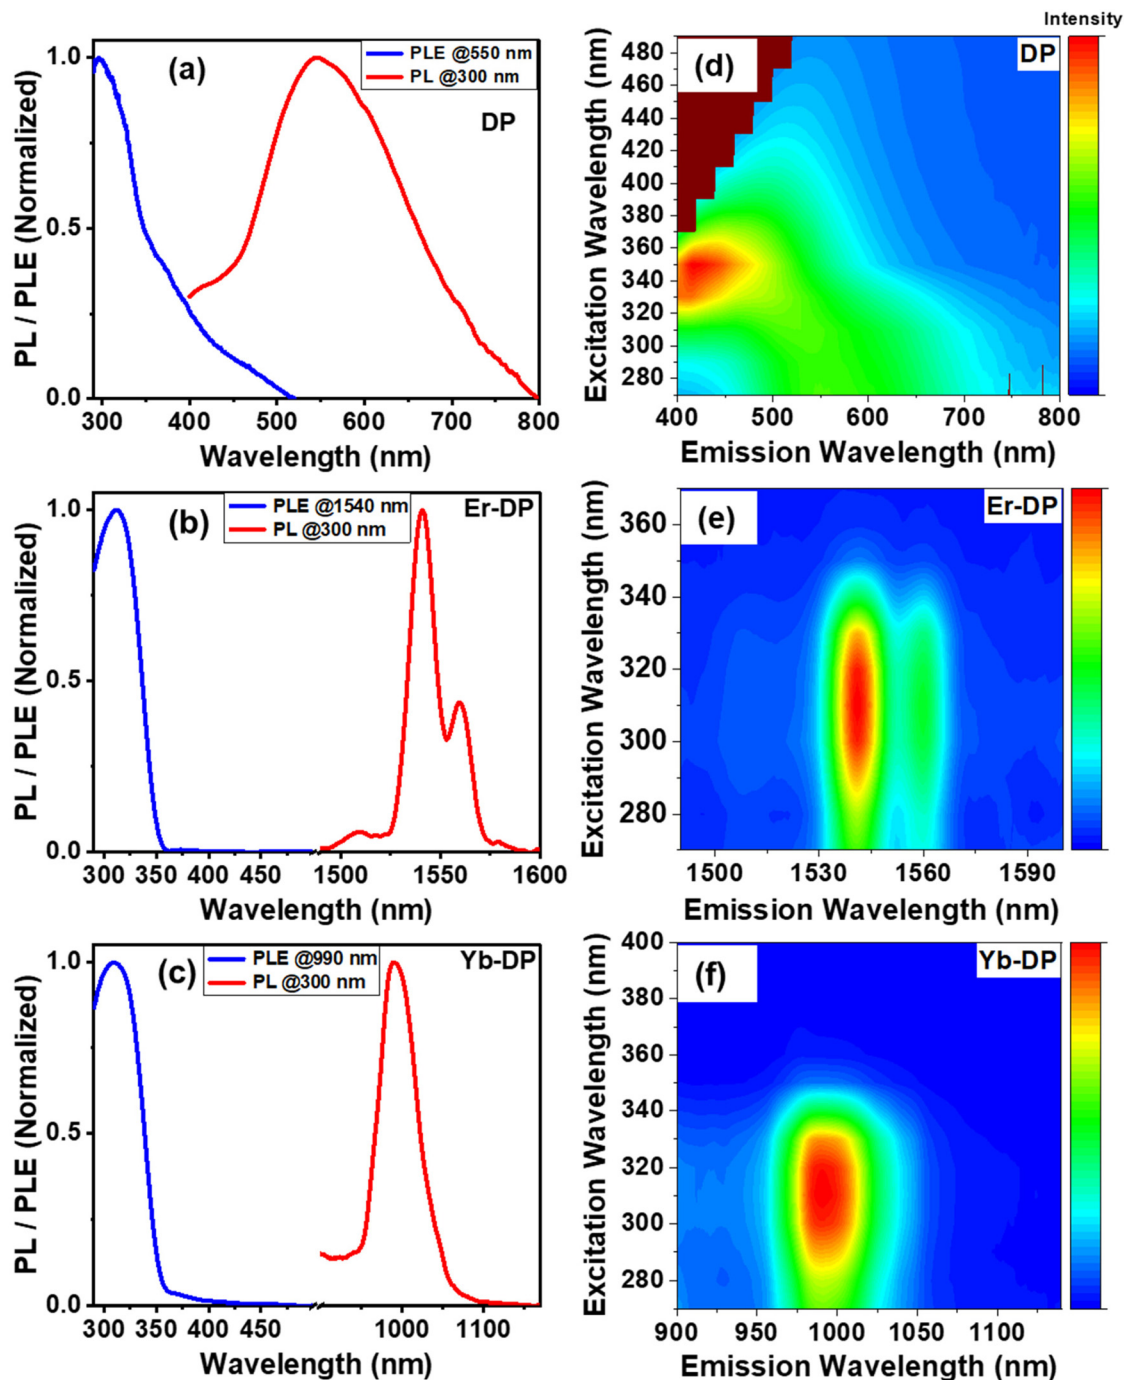 Intensity
(a)
PLE @550 nm
PL @300 nm
DP
PL / PLE (Normalized)
1.0
0.5
0.0
300 400 500 600 700 800
Wavelength (nm)
(d)
DP
Excitation Wavelength (nm)
480
460
440
420
400
380
360
340
320
300
280
400 500 600 700 800
Emission Wavelength (nm)
(b)
PLE @1540 nm
PL @300 nm
Er-DP
PL / PLE (Normalized)
1.0
0.5
0.0
300 350 400 450 1500 1550 1600
Wavelength (nm)
(e)
Er-DP
Excitation Wavelength (nm)
360
340
320
300
280
1500 1530 1560 1590
Emission Wavelength (nm)
(c)
PLE @990 nm
PL @300 nm
Yb-DP
PL / PLE (Normalized)
1.0
0.5
0.0
300 350 400 450 1000 1100
Wavelength (nm)
(f)
Yb-DP
Excitation Wavelength (nm)
400
380
360
340
320
300
280
900 950 1000 1050 1100
Emission Wavelength (nm)